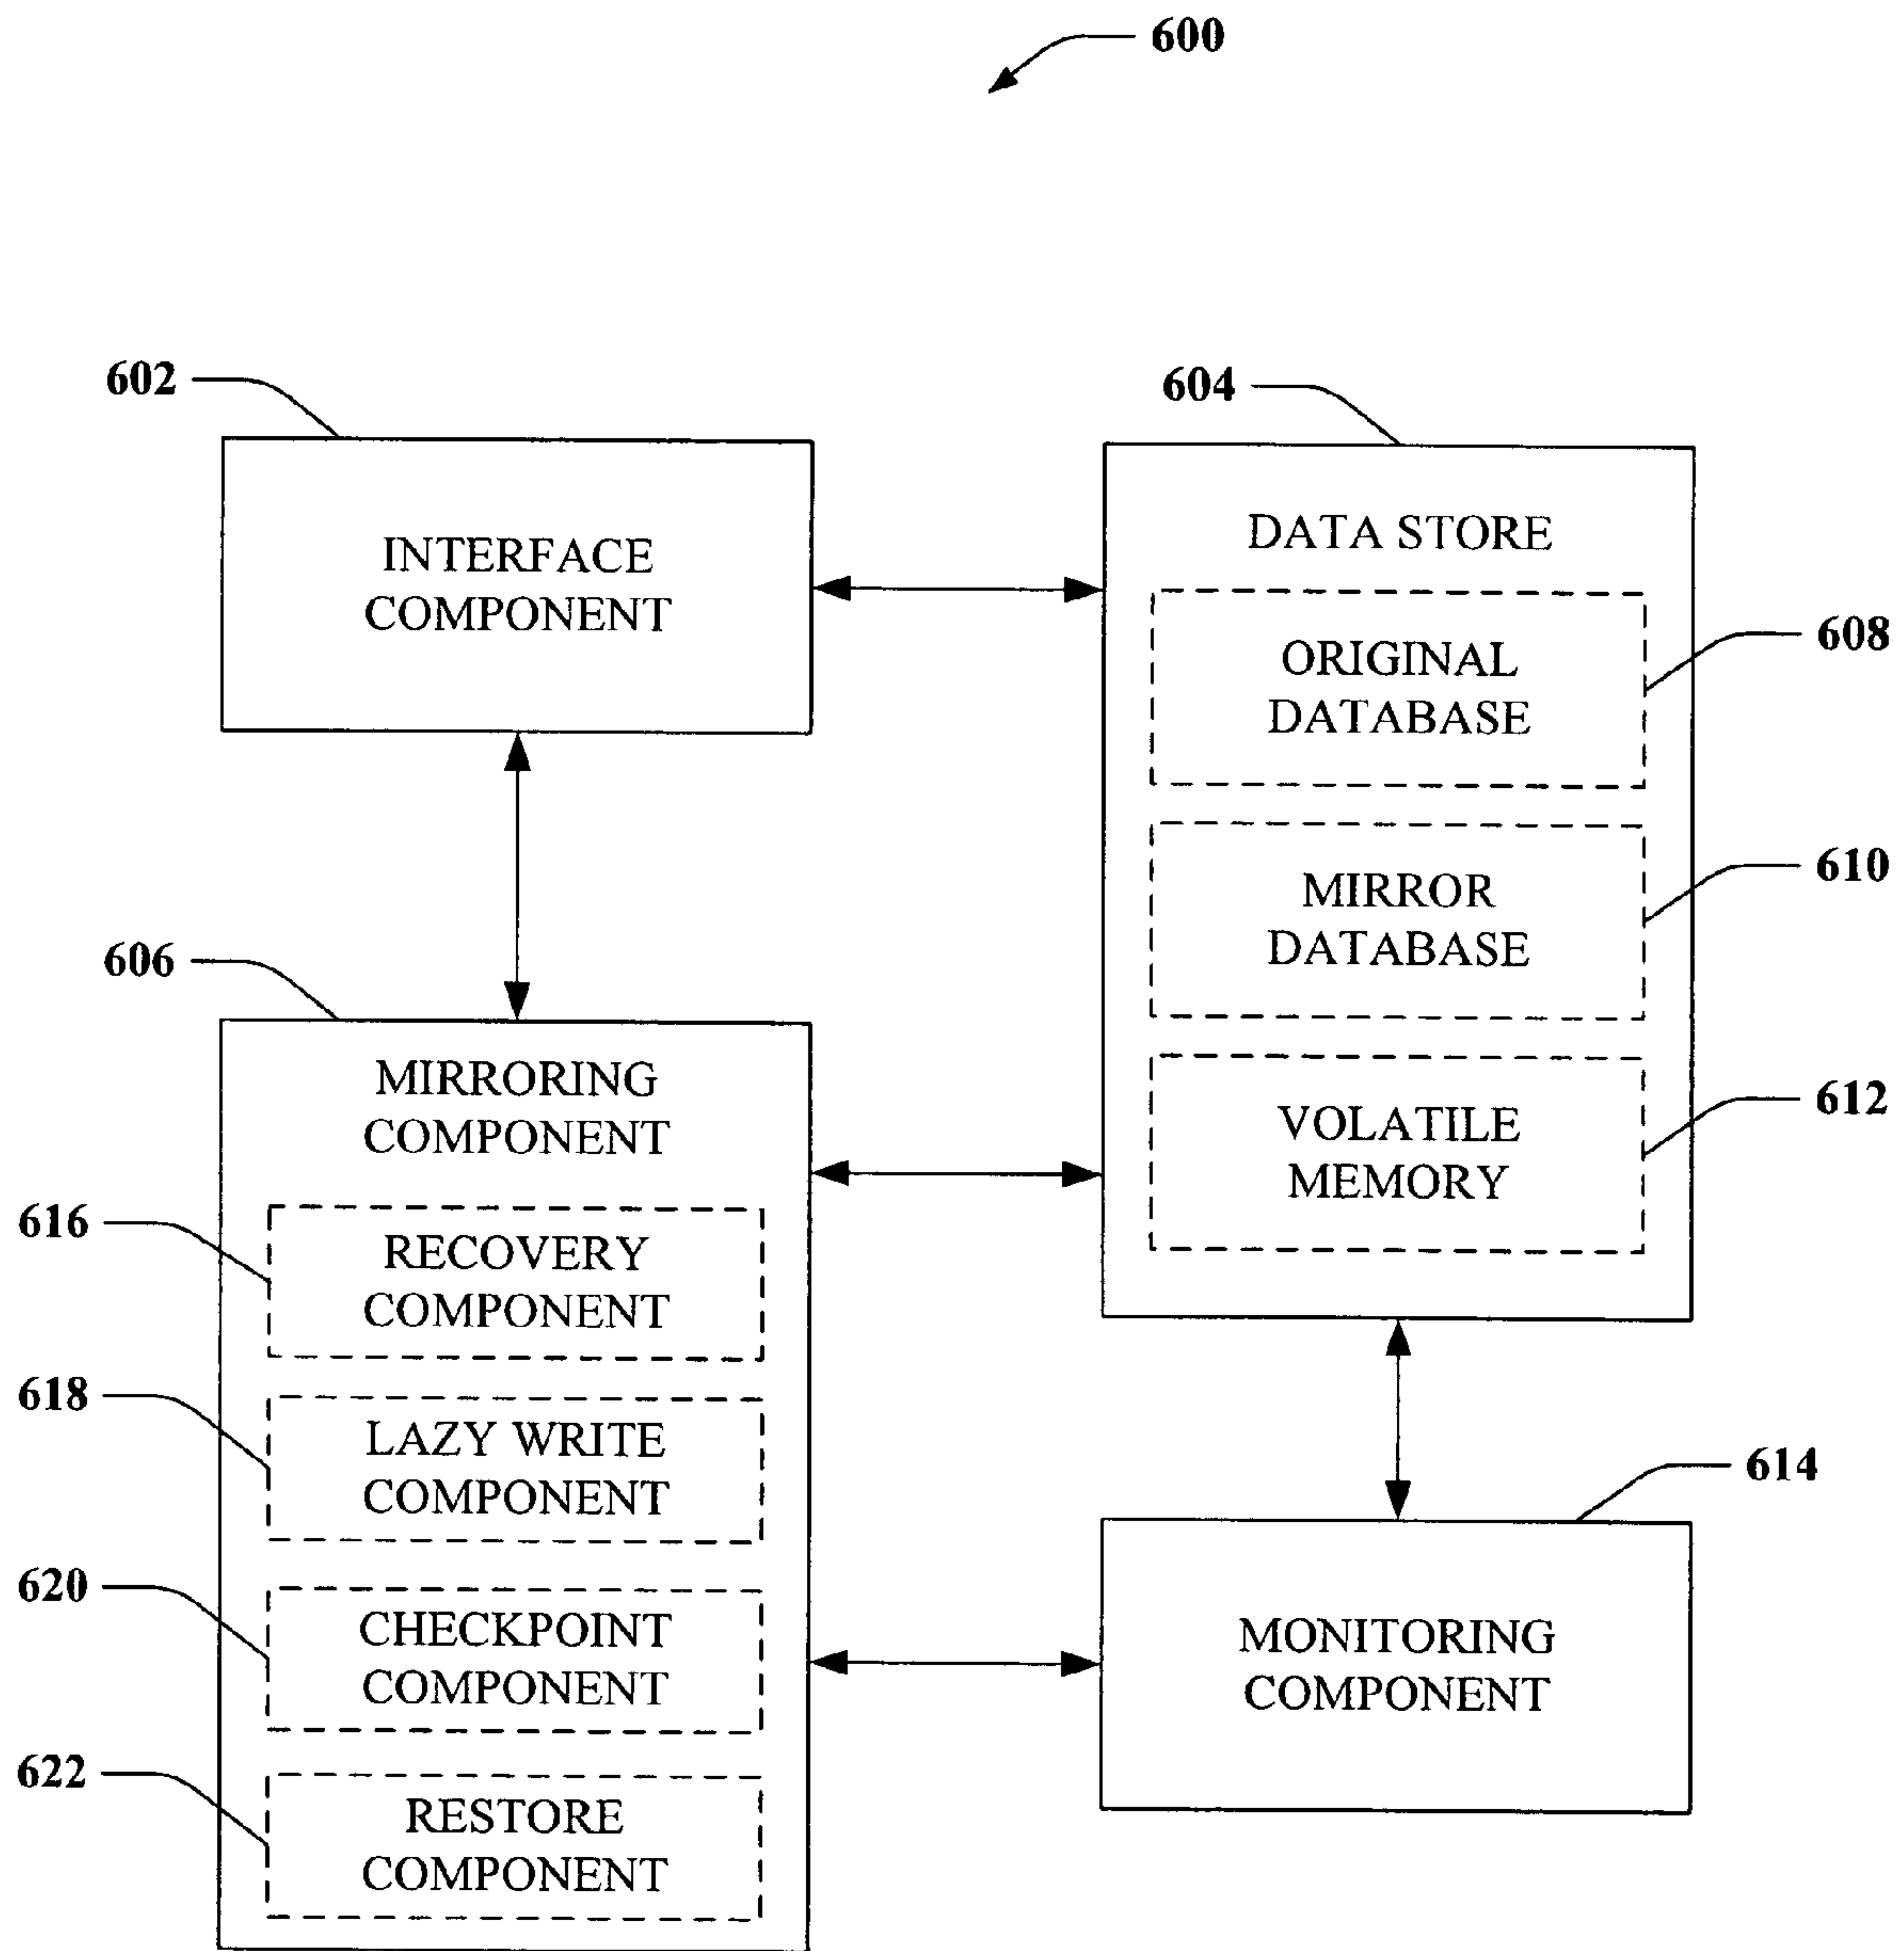 600
602
604
INTERFACE
COMPONENT
DATA STORE
ORIGINAL
DATABASE
608
MIRROR
DATABASE
610
VOLATILE
MEMORY
612
606
MIRRORING
COMPONENT
616
RECOVERY
COMPONENT
618
LAZY WRITE
COMPONENT
620
CHECKPOINT
COMPONENT
622
RESTORE
COMPONENT
614
MONITORING
COMPONENT